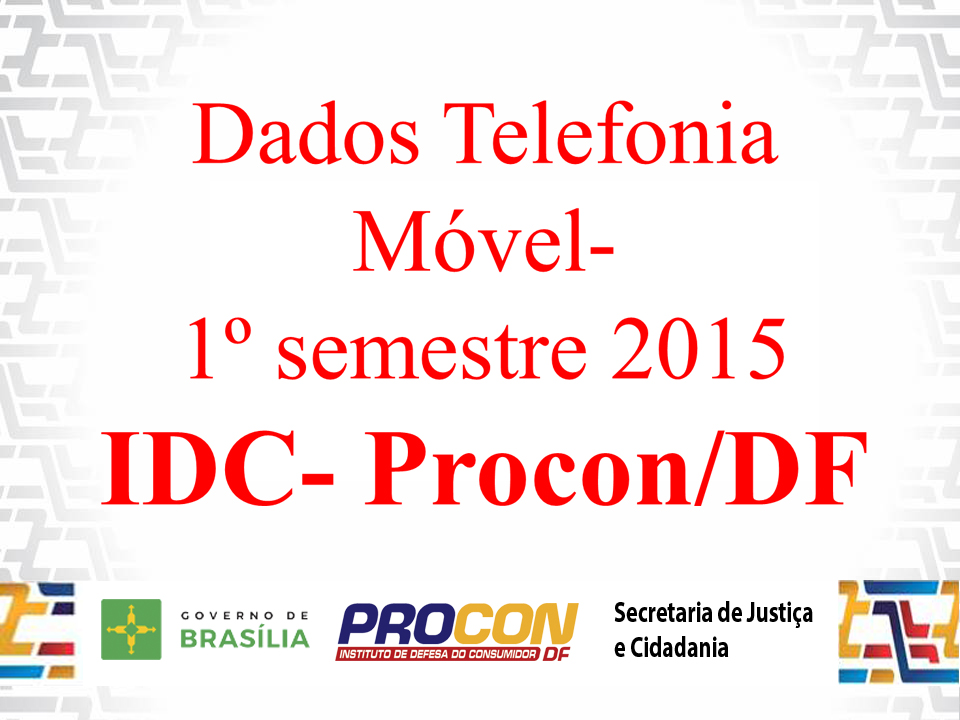 Dados Telefonia
Móvel-
1º semestre 2015
IDC- Procon/DF
GOVERNO DE
BRASÍLIA
PROCON
INSTITUTO DE DEFESA DO CONSUMIDOR DF
Secretaria de Justiça
e Cidadania